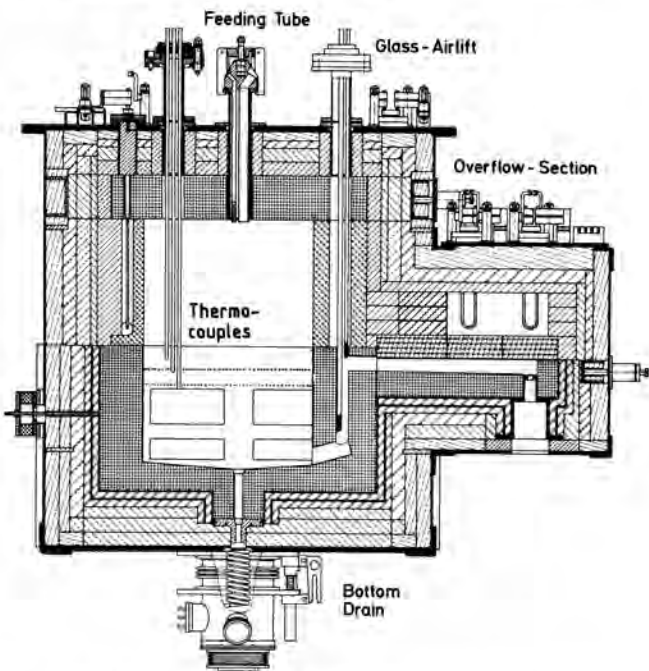 Feeding Tube
Glass - Airlift
Overflow - Section
Thermo-
couples
Bottom
Drain